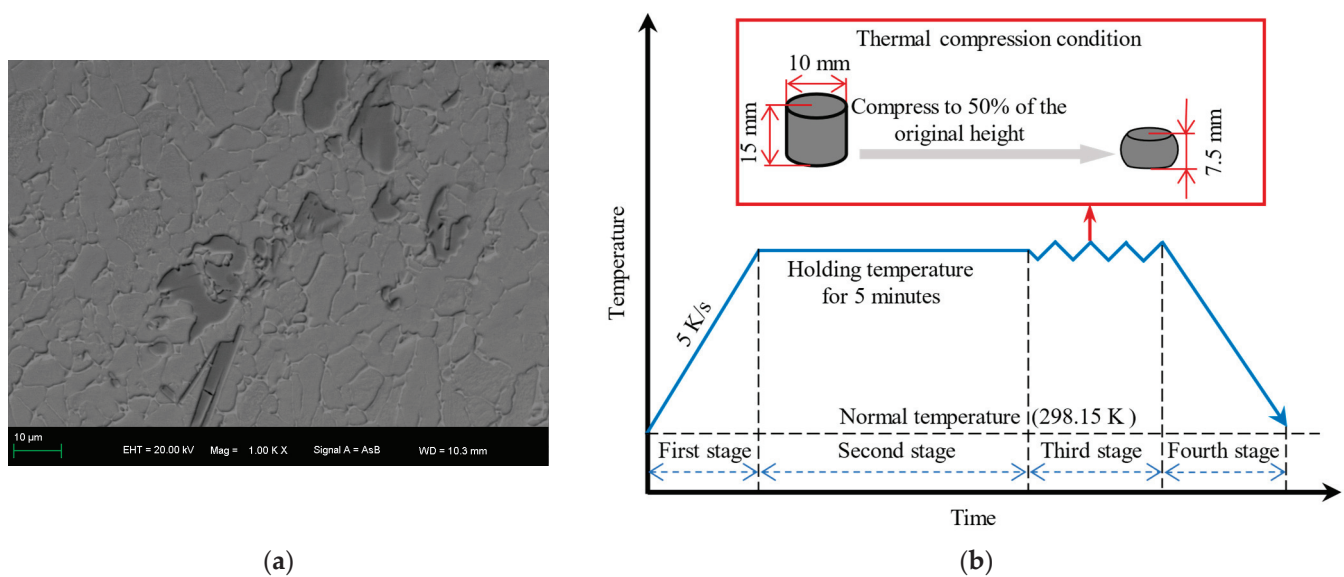 10 µm
EHT = 20.00 kV Mag = 1.00 K X Signal A = AsB WD = 10.3 mm
(a)
Temperature
Thermal compression condition
10 mm
15 mm
Compress to 50% of the
original height
7.5 mm
5 K/s
Holding temperature
for 5 minutes
Normal temperature (298.15 K )
First stage Second stage Third stage Fourth stage
Time
(b)